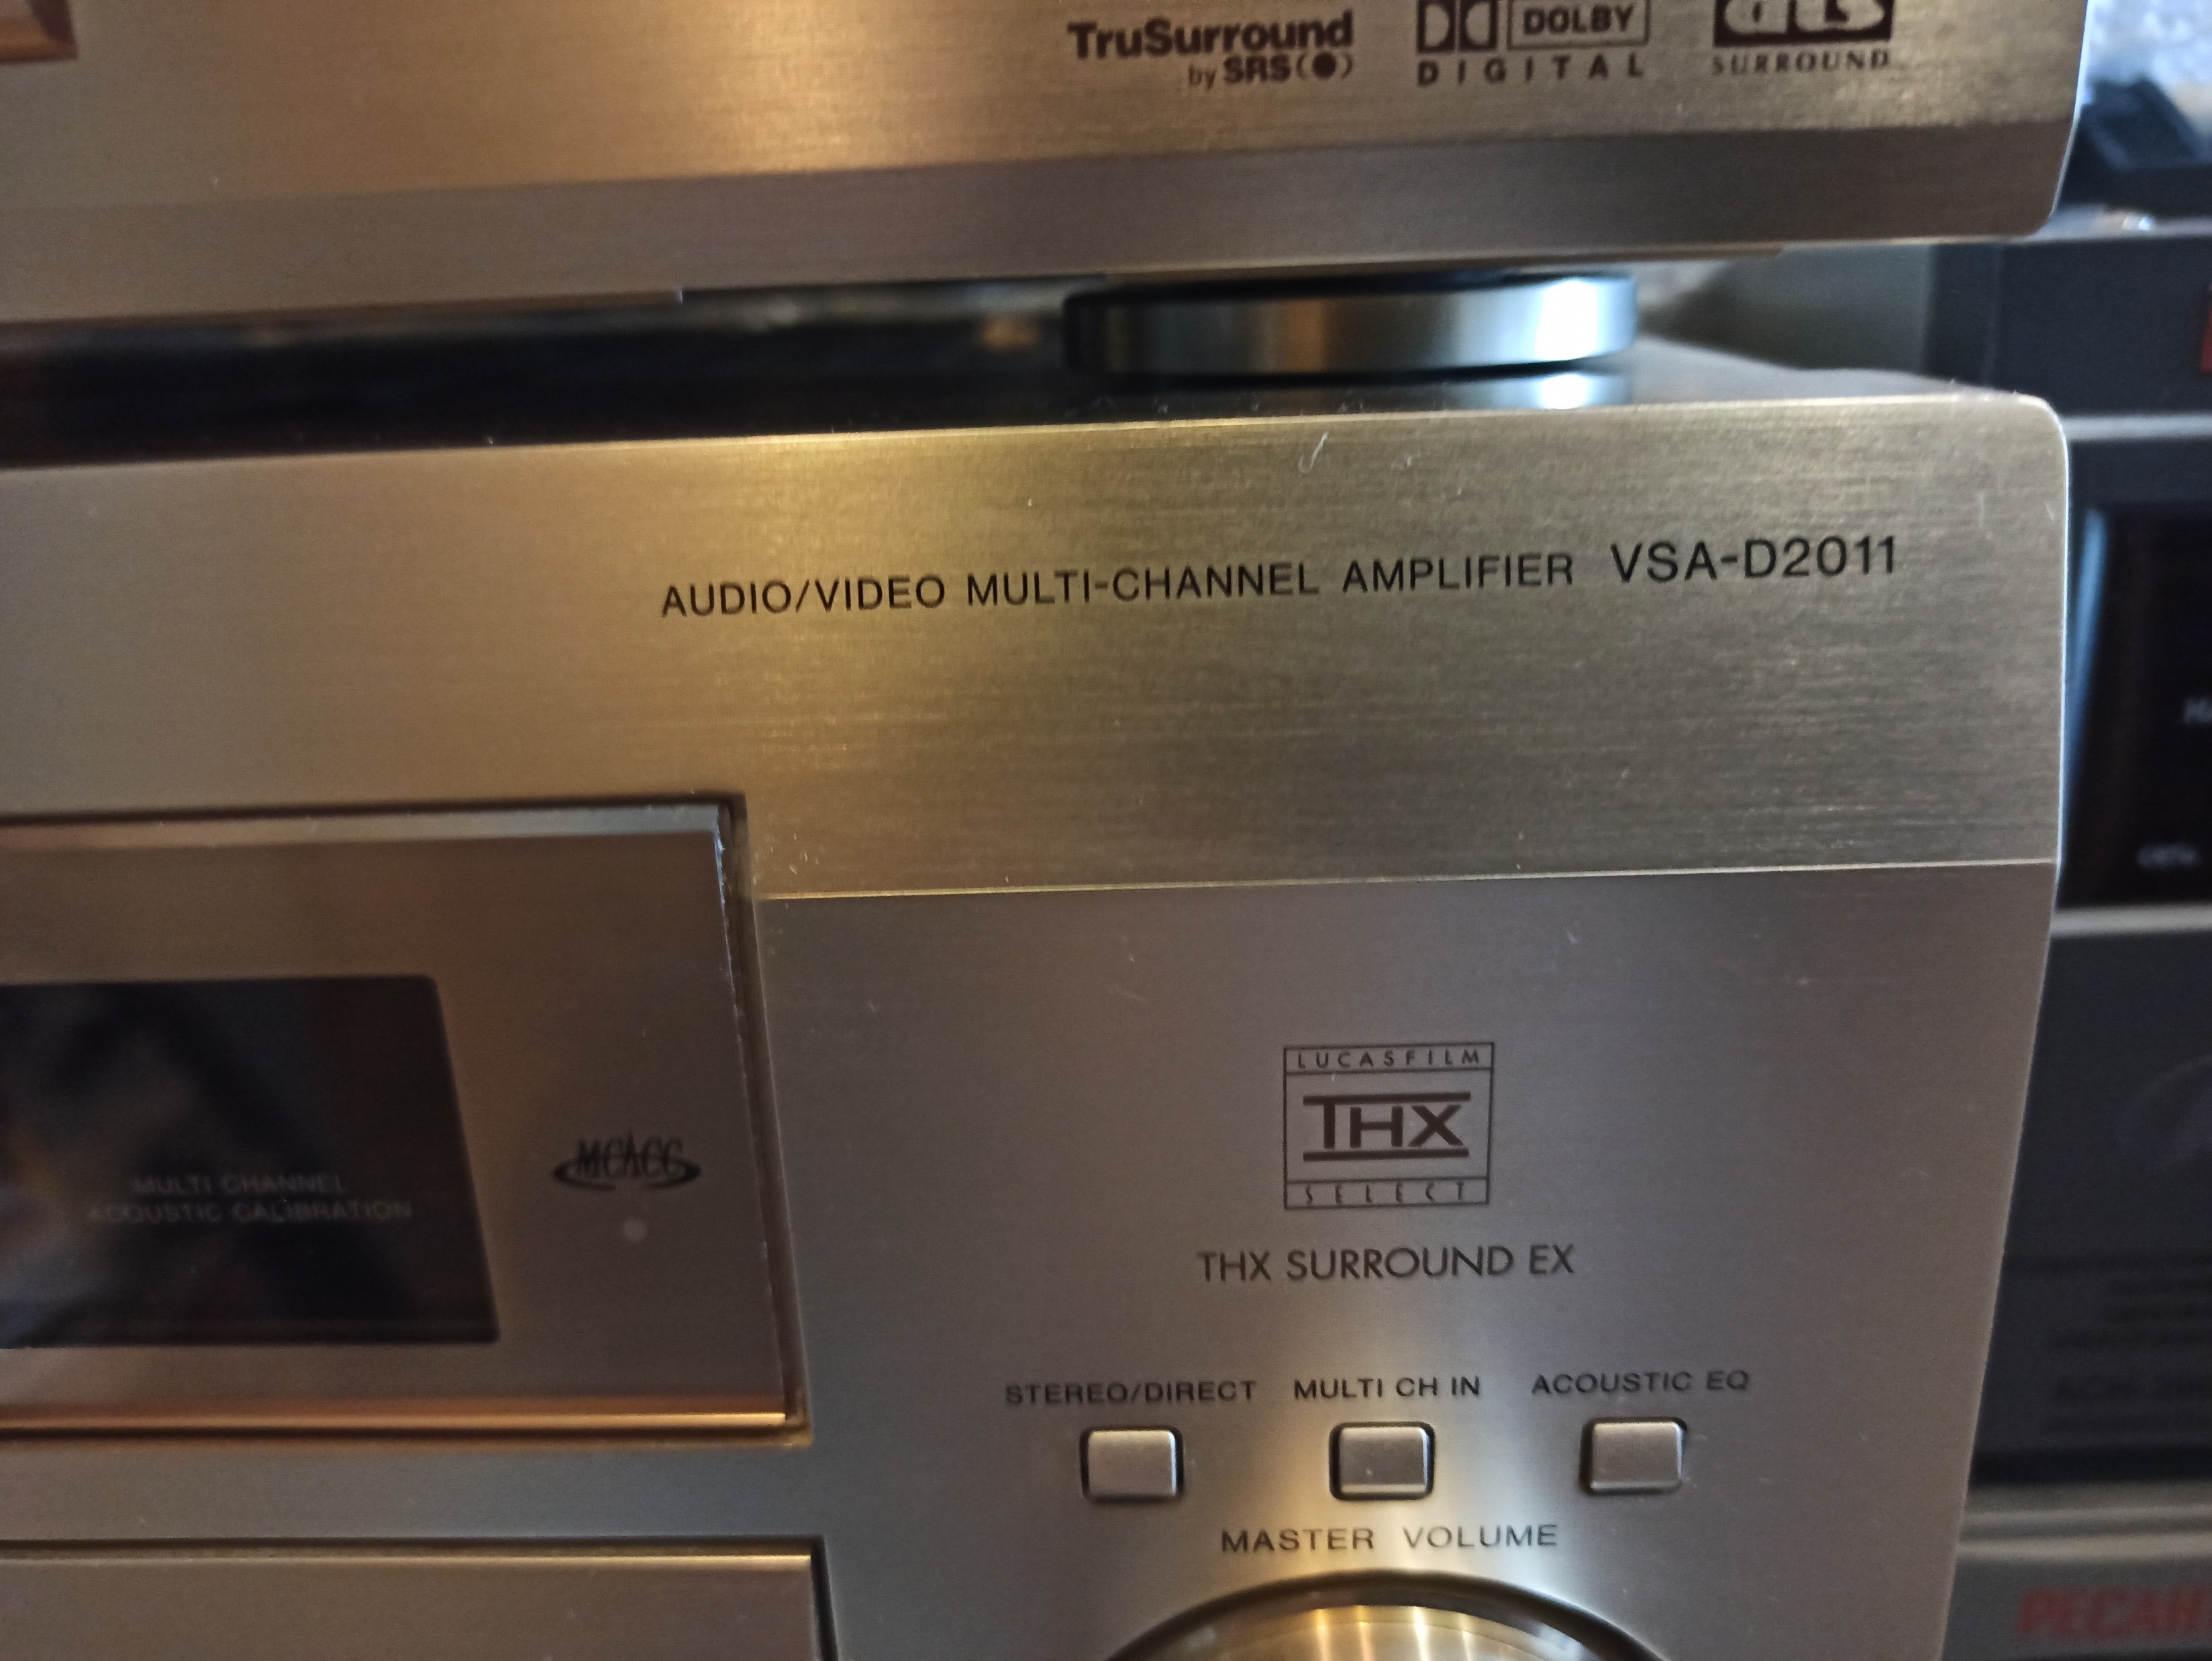 TruSurround
by SRS(●)
DOLBY
DIGITAL
dts
SURROUND
AUDIO/VIDEO MULTI-CHANNEL AMPLIFIER VSA-D2011
LUCASFILM
THX
SELECT
MCACC
MULTI CHANNEL
ACOUSTIC CALIBRATION
THX SURROUND EX
STEREO/DIRECT MULTI CH IN ACOUSTIC EQ
MASTER VOLUME